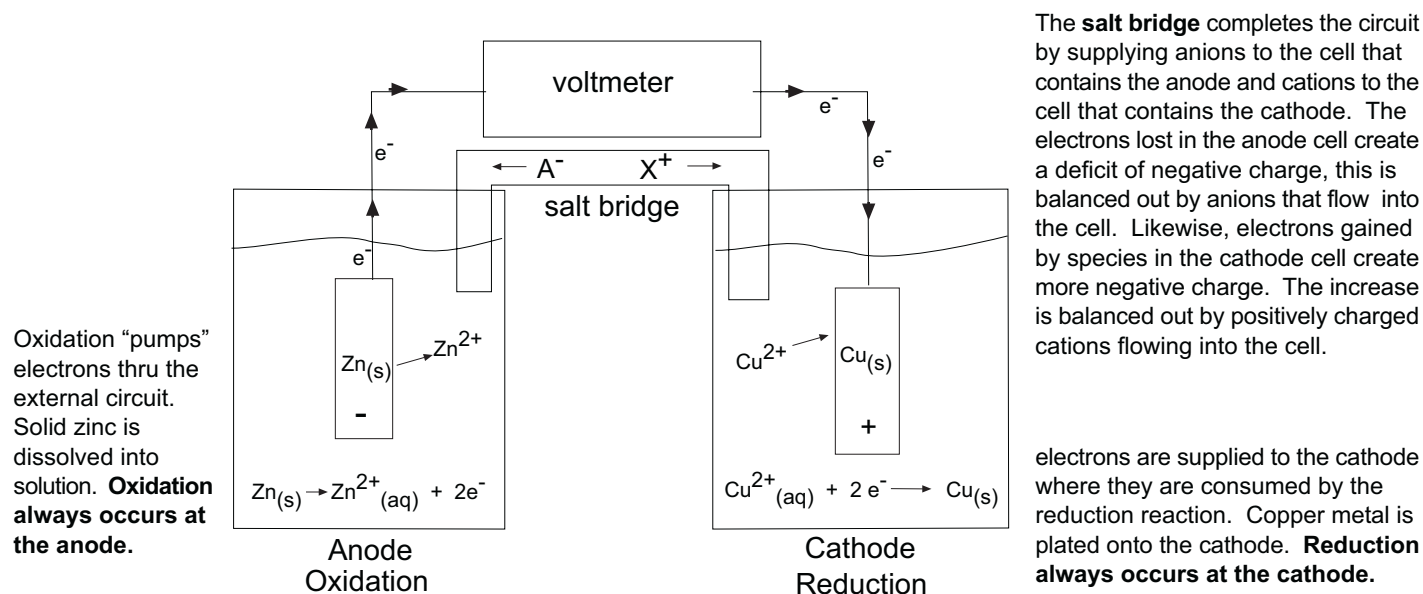 voltmeter
e⁻
e⁻
e⁻
e⁻
A⁻
X⁺
salt bridge
Zn(s)
Zn²⁺
-
Zn(s) → Zn²⁺(aq) + 2e⁻
Anode
Oxidation
Cu²⁺
Cu(s)
+
Cu²⁺(aq) + 2 e⁻ → Cu(s)
Cathode
Reduction
Oxidation “pumps”
electrons thru the
external circuit.
Solid zinc is
dissolved into
solution. Oxidation
always occurs at
the anode.
The salt bridge completes the circuit
by supplying anions to the cell that
contains the anode and cations to the
cell that contains the cathode. The
electrons lost in the anode cell create
a deficit of negative charge, this is
balanced out by anions that flow into
the cell. Likewise, electrons gained
by species in the cathode cell create
more negative charge. The increase
is balanced out by positively charged
cations flowing into the cell.
electrons are supplied to the cathode
where they are consumed by the
reduction reaction. Copper metal is
plated onto the cathode. Reduction
always occurs at the cathode.